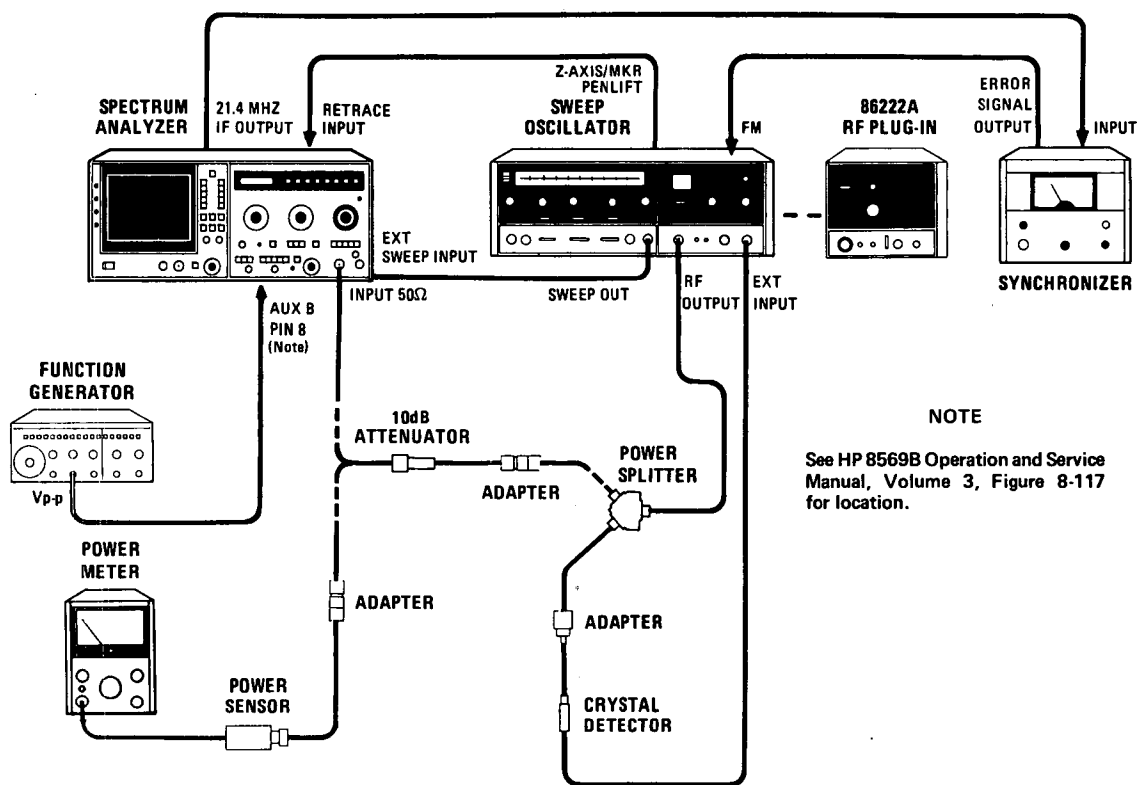 Z-AXIS/MKR
PENLIFT
SPECTRUM
ANALYZER
21.4 MHZ
IF OUTPUT
RETRACE
INPUT
SWEEP
OSCILLATOR
FM
86222A
RF PLUG-IN
ERROR
SIGNAL
OUTPUT
INPUT
EXT
SWEEP INPUT
INPUT 50Ω
SWEEP OUT
RF
OUTPUT
EXT
INPUT
SYNCHRONIZER
AUX B
PIN 8
(Note)
FUNCTION
GENERATOR
Vp-p
10dB
ATTENUATOR
ADAPTER
POWER
SPLITTER
NOTE
See HP 8569B Operation and Service
Manual, Volume 3, Figure 8-117
for location.
POWER
METER
ADAPTER
ADAPTER
POWER
SENSOR
CRYSTAL
DETECTOR